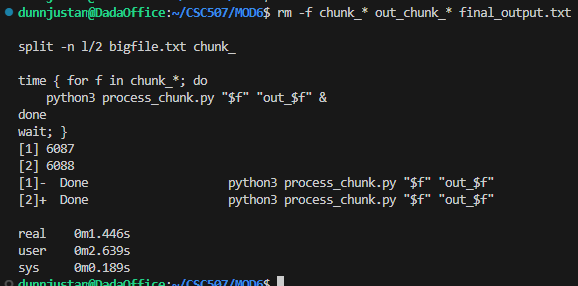 dunnjustan@DadaOffice:~/CSC507/MOD6$ rm -f chunk_* out_chunk_* final_output.txt
split -n l/2 bigfile.txt chunk_
time { for f in chunk_*; do
    python3 process_chunk.py "$f" "out_$f" &
done
wait; }
[1] 6087
[2] 6088
[1]-  Done                    python3 process_chunk.py "$f" "out_$f"
[2]+  Done                    python3 process_chunk.py "$f" "out_$f"
real    0m1.446s
user    0m2.639s
sys     0m0.189s
dunnjustan@DadaOffice:~/CSC507/MOD6$